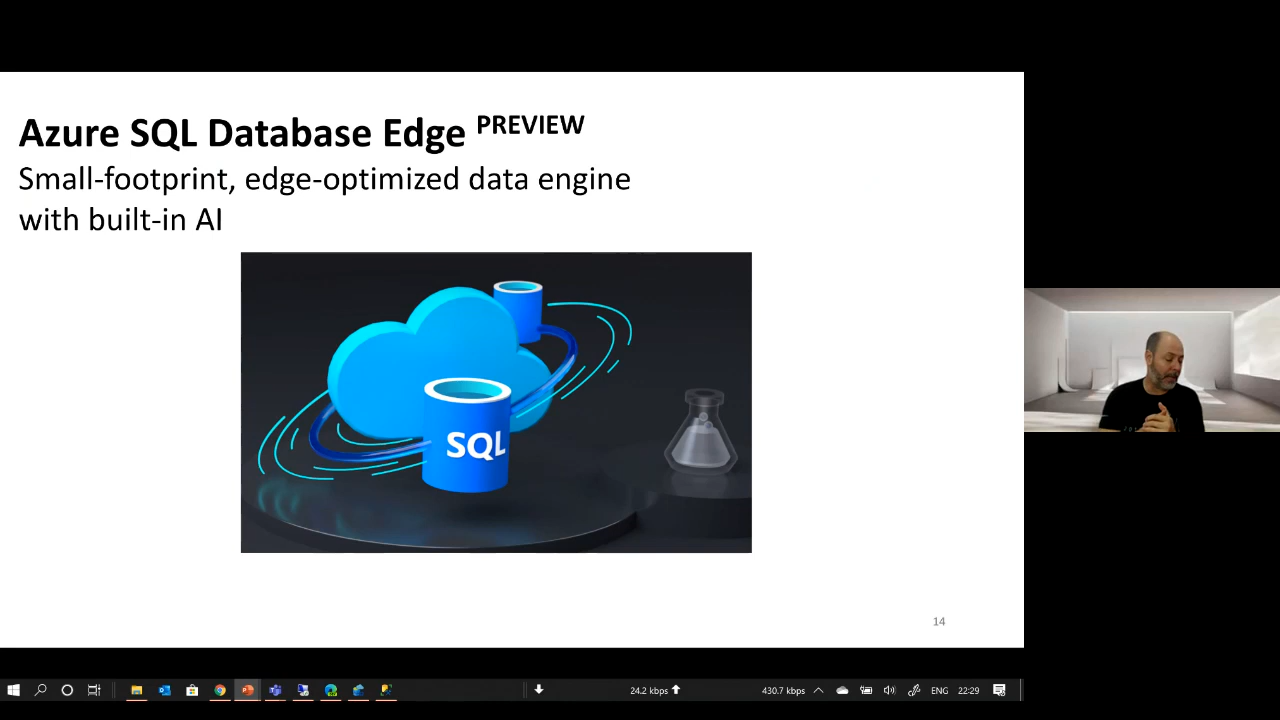 Azure SQL Database Edge PREVIEW
Small-footprint, edge-optimized data engine
with built-in AI
SQL
14
24.2 kbps
430.7 kbps
ENG
22:29